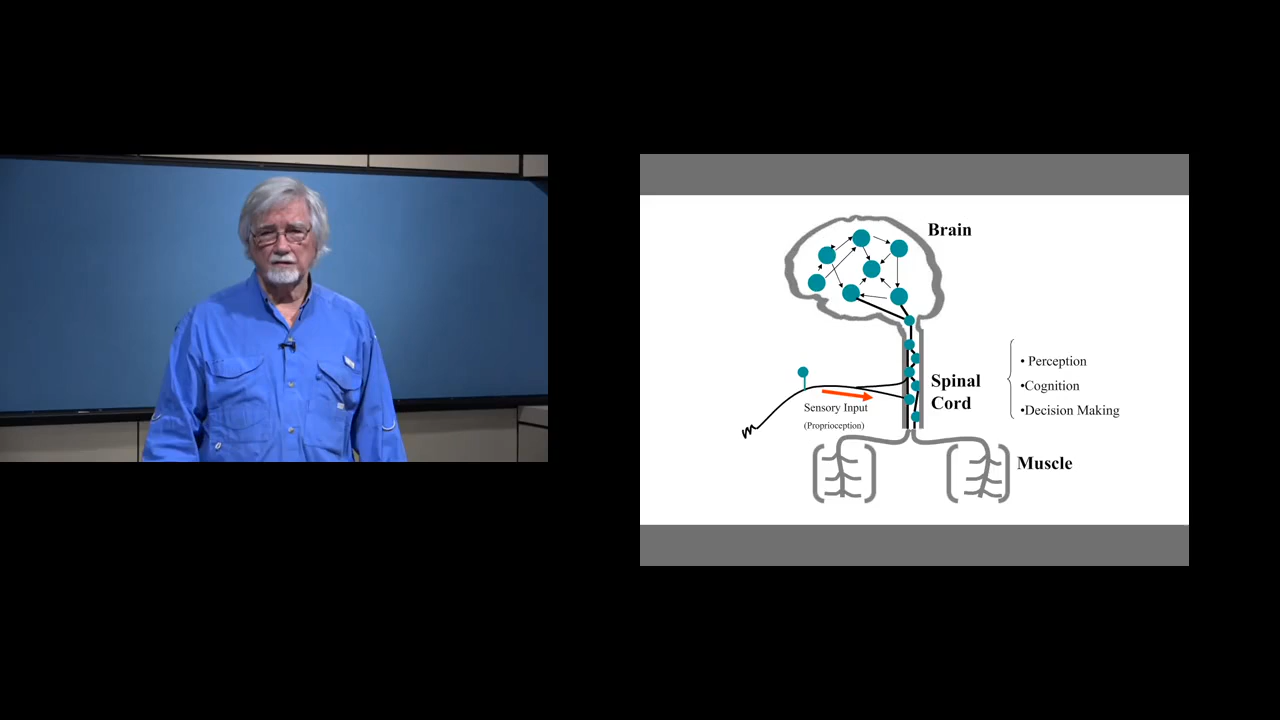 Brain
• Perception
Spinal
Cord
•Cognition
Sensory Input
•Decision Making
(Proprioception)
Muscle